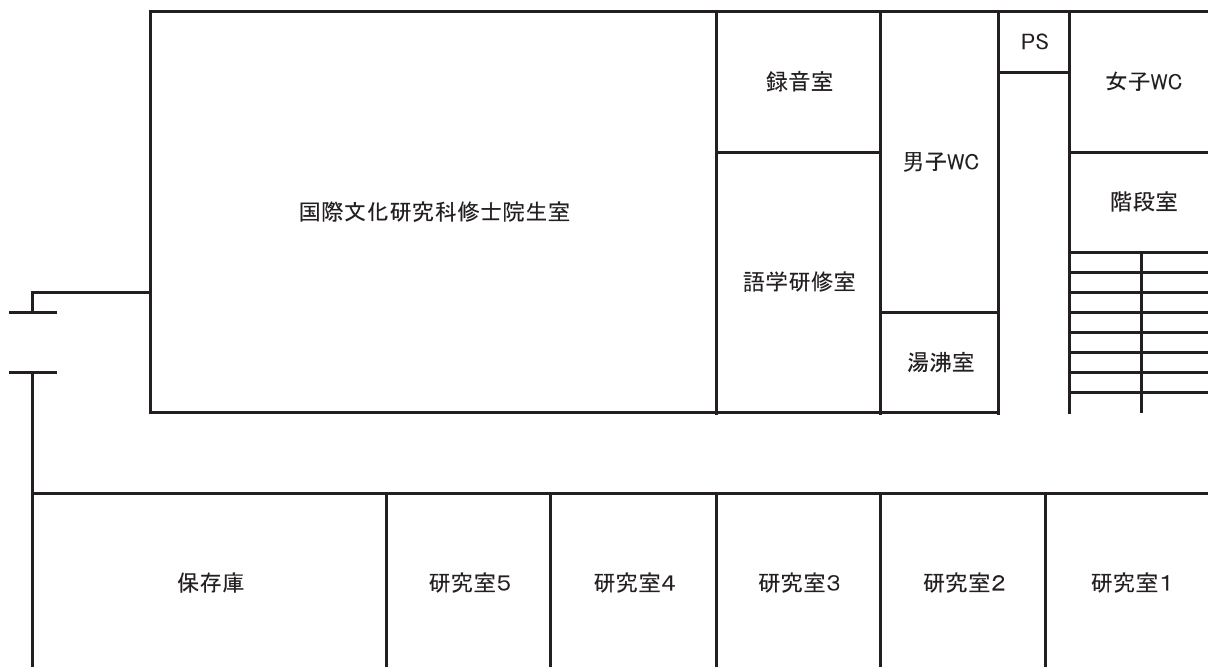 PS
録音室
女子WC
男子WC
階段室
国際文化研究科修士院生室
語学研修室
湯沸室
保存庫
研究室5
研究室4
研究室3
研究室2
研究室1